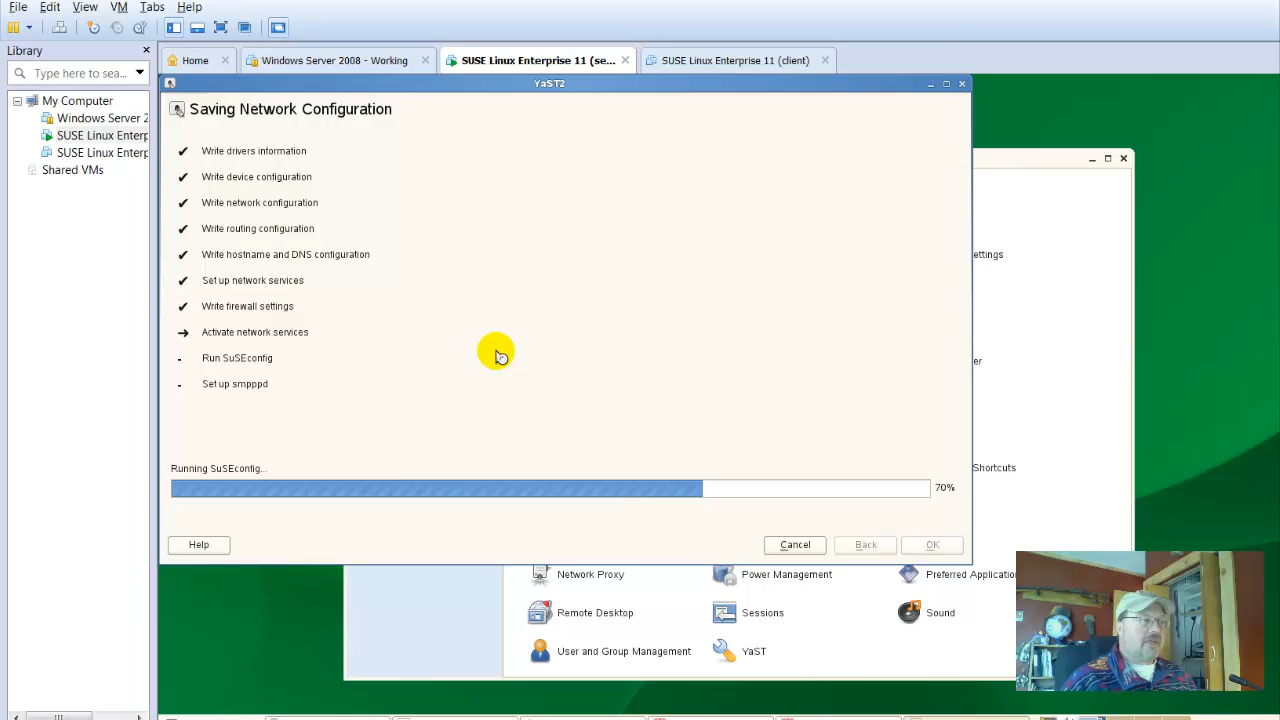 File Edit View VM Tabs Help
Library
Type here to sea...
Home
Windows Server 2008 - Working
SUSE Linux Enterprise 11 (se...
SUSE Linux Enterprise 11 (client)
My Computer
Windows Server 2
SUSE Linux Enterp
SUSE Linux Enterp
Shared VMs
YaST2
Saving Network Configuration
Write drivers information
Write device configuration
Write network configuration
Write routing configuration
Write hostname and DNS configuration
Set up network services
Write firewall settings
Activate network services
Run SuSEconfig
Set up smpppd
Running SuSEconfig...
70%
Help
Cancel
Back
OK
ettings
er
Shortcuts
Network Proxy
Power Management
Preferred Applicatio
Remote Desktop
Sessions
Sound
User and Group Management
YaST